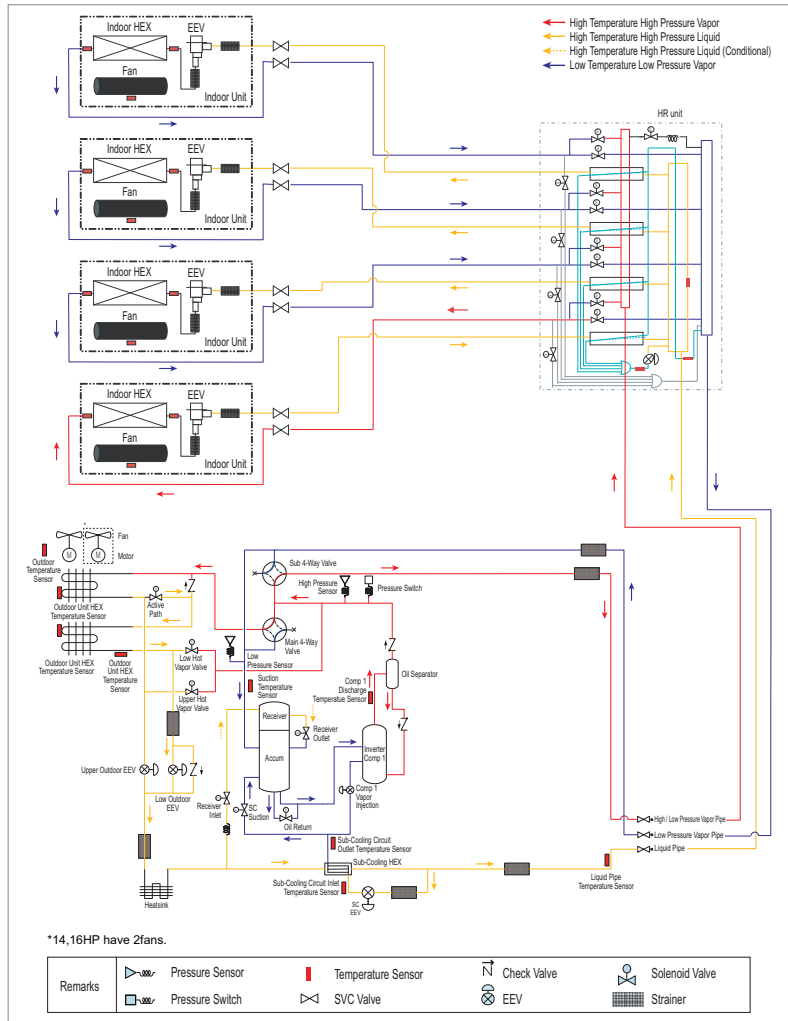 High Temperature High Pressure Vapor
High Temperature High Pressure Liquid
High Temperature High Pressure Liquid (Conditional)
Low Temperature Low Pressure Vapor
Indoor HEX
EEV
Fan
Indoor Unit
HR unit
Indoor HEX
EEV
Fan
Indoor Unit
Indoor HEX
EEV
Fan
Indoor Unit
Indoor HEX
EEV
Fan
Indoor Unit
*
Fan
Motor
M
M
Outdoor
Temperature
Sensor
Outdoor Unit HEX
Temperature Sensor
Active
Path
Outdoor Unit HEX
Temperature Sensor
Outdoor
Unit HEX
Temperature
Sensor
Low Hot
Vapor Valve
Upper Hot
Vapor Valve
Sub 4-Way Valve
High Pressure
Sensor
Pressure Switch
Main 4-Way
Valve
Low
Pressure Sensor
Suction
Temperature
Sensor
Comp 1
Discharge
Temperatue Sensor
Oil Separator
Receiver
Receiver
Outlet
Accum
Inverter
Comp 1
Upper Outdoor EEV
Low Outdoor
EEV
Receiver
Inlet
SC
Suction
Oil Return
Comp 1
Vapor
Injection
Sub-Cooling Circuit
Outlet Temperature Sensor
Sub-Cooling HEX
Sub-Cooling Circuit Inlet
Temperature Sensor
SC
EEV
Heatsink
High / Low Pressure Vapor Pipe
Low Pressure Vapor Pipe
Liquid Pipe
Liquid Pipe
Temperature Sensor
*14,16HP have 2fans.
Remarks
Pressure Sensor
Temperature Sensor
Check Valve
Solenoid Valve
Pressure Switch
SVC Valve
EEV
Strainer